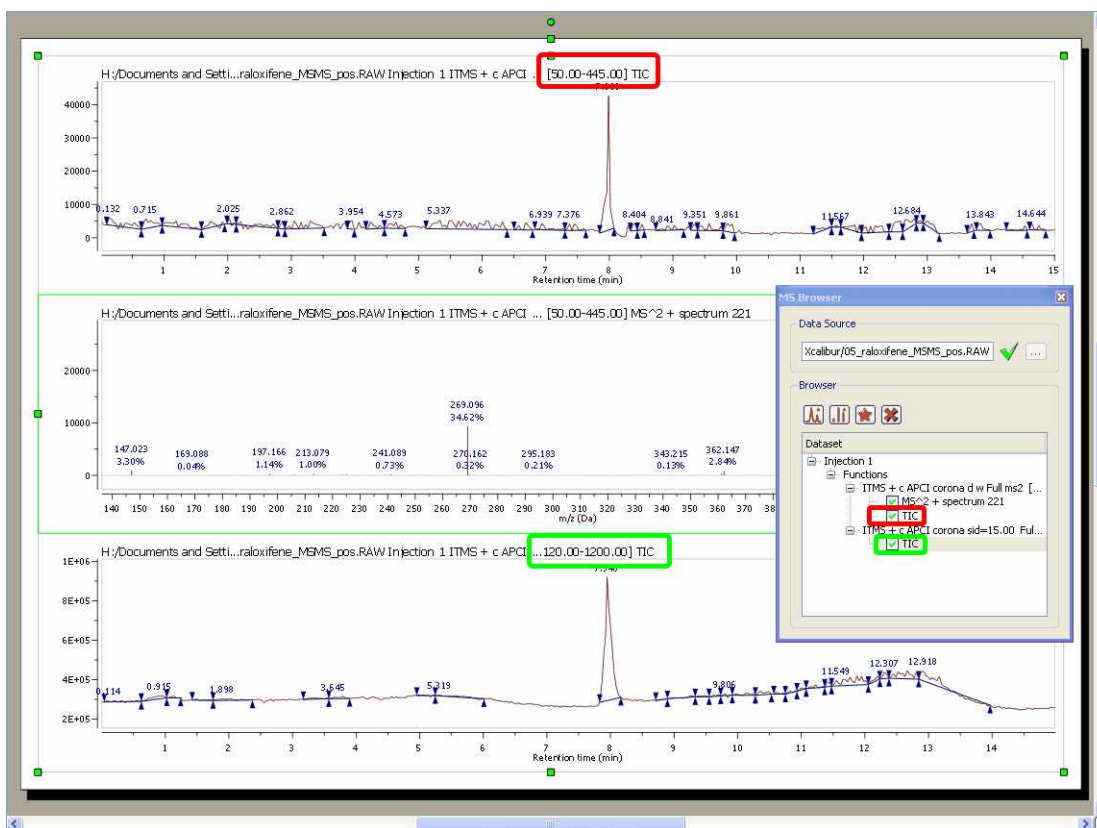 H:/Documents and Setti...raloxifene_MSMS_pos.RAW Injection 1 ITMS + c APCI ... [50.00-445.00] TIC
40000
30000
20000
10000
0
0.132 0.715 2.025 2.862 3.954 4.573 5.337 6.939 7.376 8.404 8.841 9.351 9.861 11.567 12.684 13.843 14.644
1 2 3 4 5 6 7 8 9 10 11 12 13 14 15
Retention time (min)
H:/Documents and Setti...raloxifene_MSMS_pos.RAW Injection 1 ITMS + c APCI ... [50.00-445.00] MS^2 + spectrum 221
20000
10000
0
147.023 169.088 197.166 213.079 241.089 269.096 270.162 295.183 343.215 362.147
3.30% 0.04% 1.14% 1.00% 0.73% 34.62% 0.32% 0.21% 0.13% 2.84%
140 150 160 170 180 190 200 210 220 230 240 250 260 270 280 290 300 310 320 330 340 350 360 370
m/z (Da)
H:/Documents and Setti...raloxifene_MSMS_pos.RAW Injection 1 ITMS + c APCI ...120.00-1200.00] TIC
1E+06
8E+05
6E+05
4E+05
2E+05
0.114 0.915 1.898 3.645 5.319 9.806 11.549 12.307 12.918
1 2 3 4 5 6 7 8 9 10 11 12 13 14
Retention time (min)
MS Browser
Data Source
Xcalibur/05_raloxifene_MSMS_pos.RAW ...
Browser
Dataset
Injection 1
Functions
ITMS + c APCI corona d w Full ms2 [...
MS^2 + spectrum 221
TIC
ITMS + c APCI corona sid=15.00 Ful...
TIC